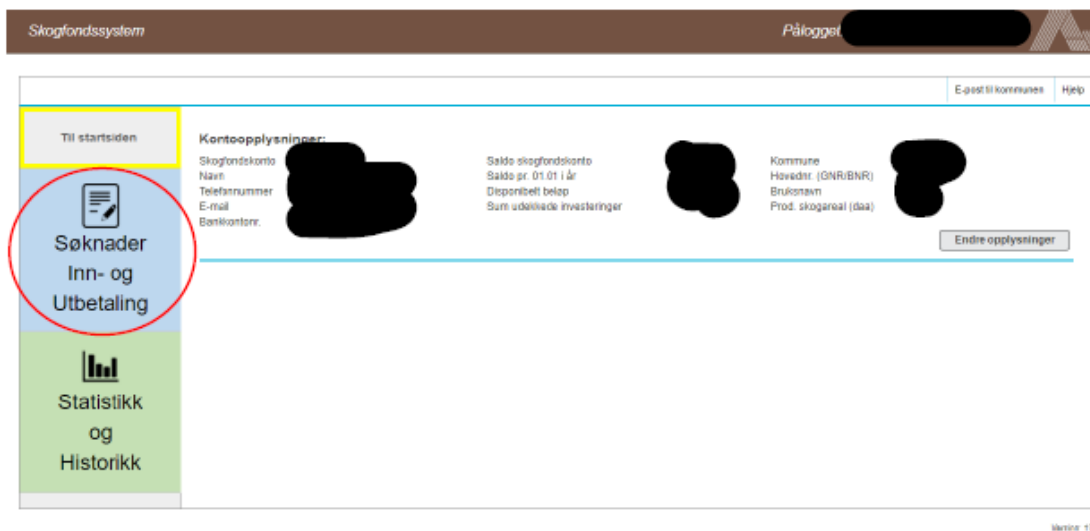 Skogfondssystem
Pålogget
E-post til kommunen
Hjelp
Til startsiden
Kontoopplysninger:
Skogfondskonto
Navn
Telefonnummer
E-mail
Bankkontonr.
Saldo skogfondskonto
Saldo pr. 01.01 i år
Disponibelt beløp
Sum udekkede investeringer
Kommune
Hovednr. (GNR/BNR)
Bruksnavn
Prod. skogareal (daa)
Endre opplysninger
Søknader
Inn- og
Utbetaling
Statistikk
og
Historikk